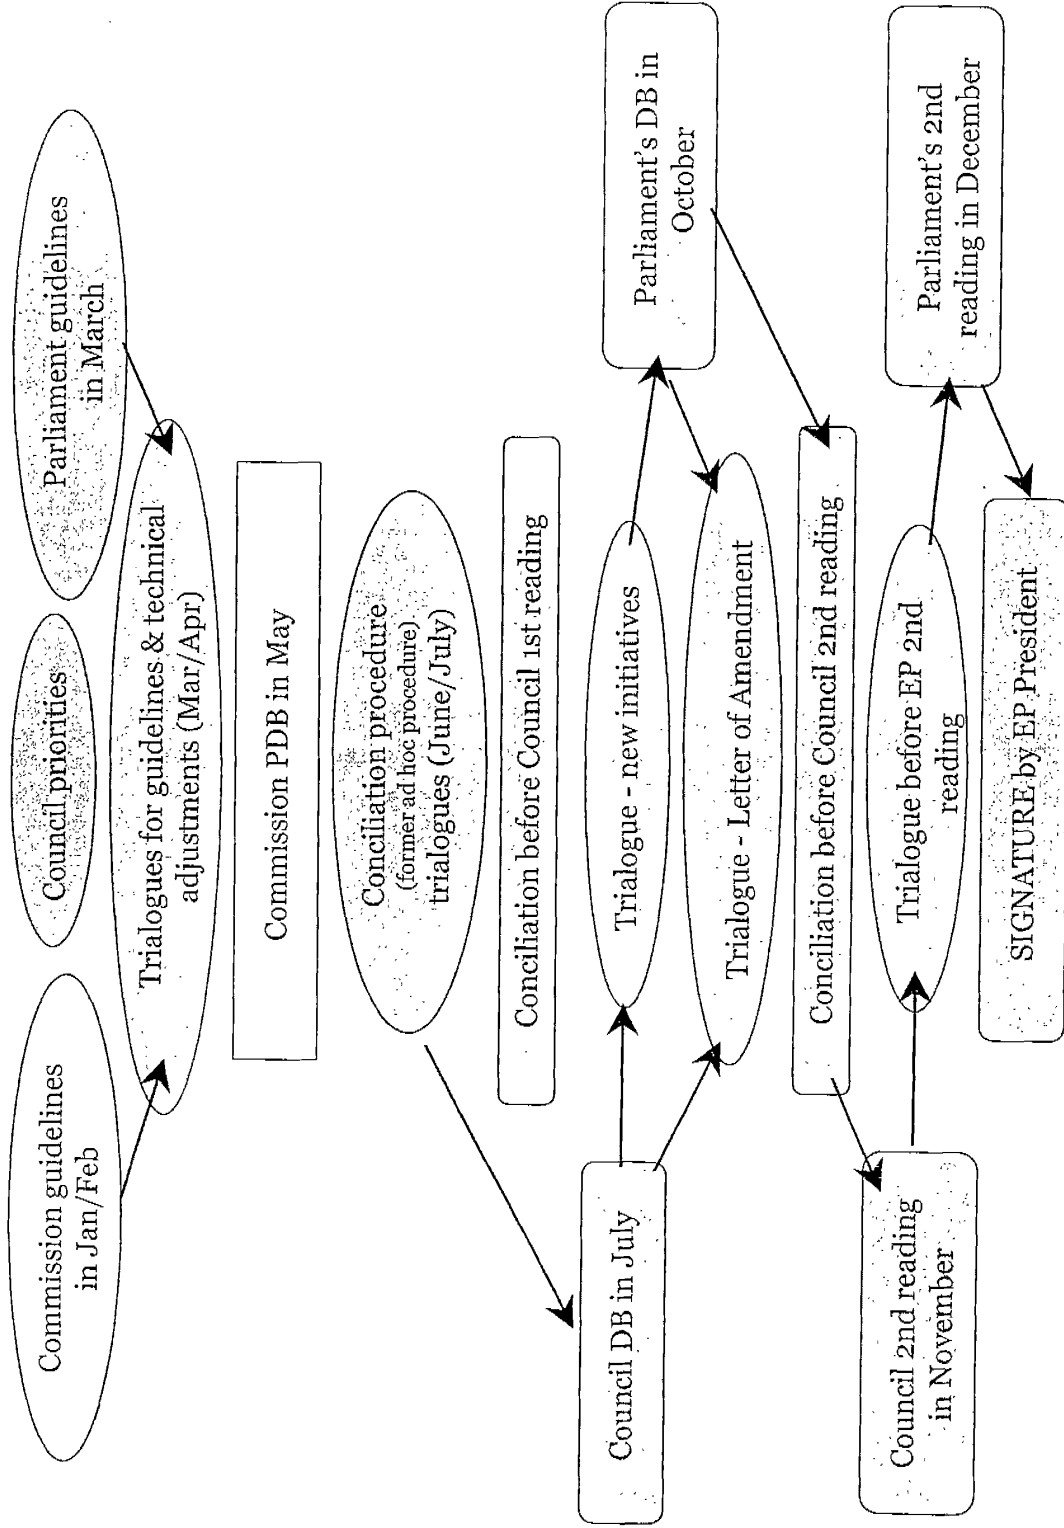 Commission guidelines
in Jan/Feb
Council priorities
Parliament guidelines
in March
Trialogues for guidelines & technical
adjustments (Mar/Apr)
Commission PDB in May
Conciliation procedure
(former ad hoc procedure)
trialogues (June/July)
Conciliation before Council 1st reading
Council DB in July
Trialogue - new initiatives
Parliament's DB in
October
Trialogue - Letter of Amendment
Conciliation before Council 2nd reading
Council 2nd reading
in November
Trialogue before EP 2nd
reading
Parliament's 2nd
reading in December
SIGNATURE by EP President